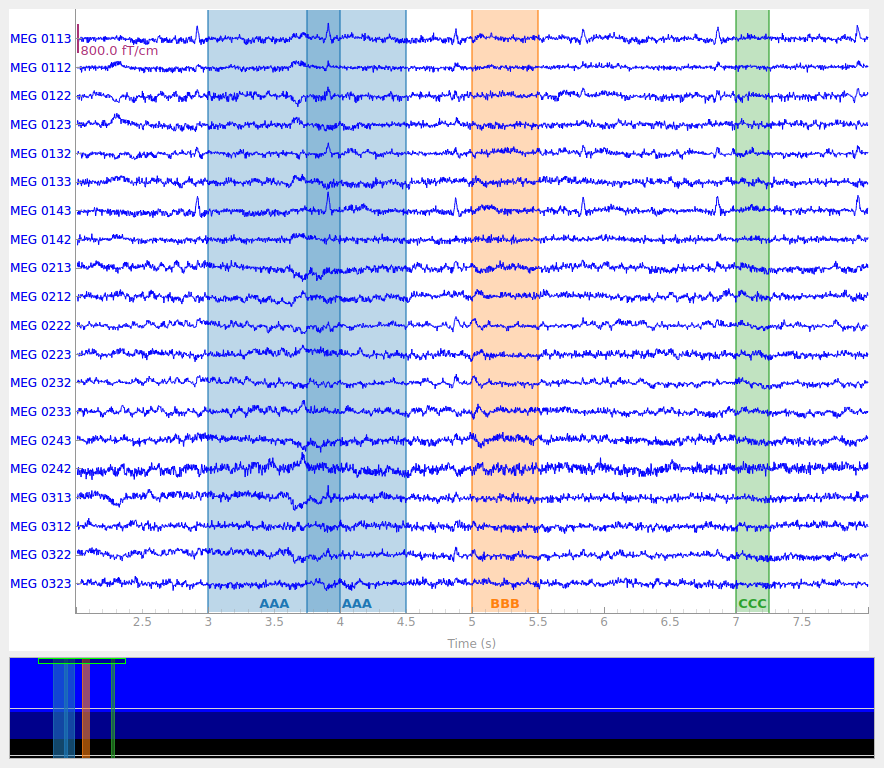 MEG 0113
800.0 fT/cm
MEG 0112
MEG 0122
MEG 0123
MEG 0132
MEG 0133
MEG 0143
MEG 0142
MEG 0213
MEG 0212
MEG 0222
MEG 0223
MEG 0232
MEG 0233
MEG 0243
MEG 0242
MEG 0313
MEG 0312
MEG 0322
MEG 0323
AAA AAA BBB CCC
2.5 3 3.5 4 4.5 5 5.5 6 6.5 7 7.5
Time (s)